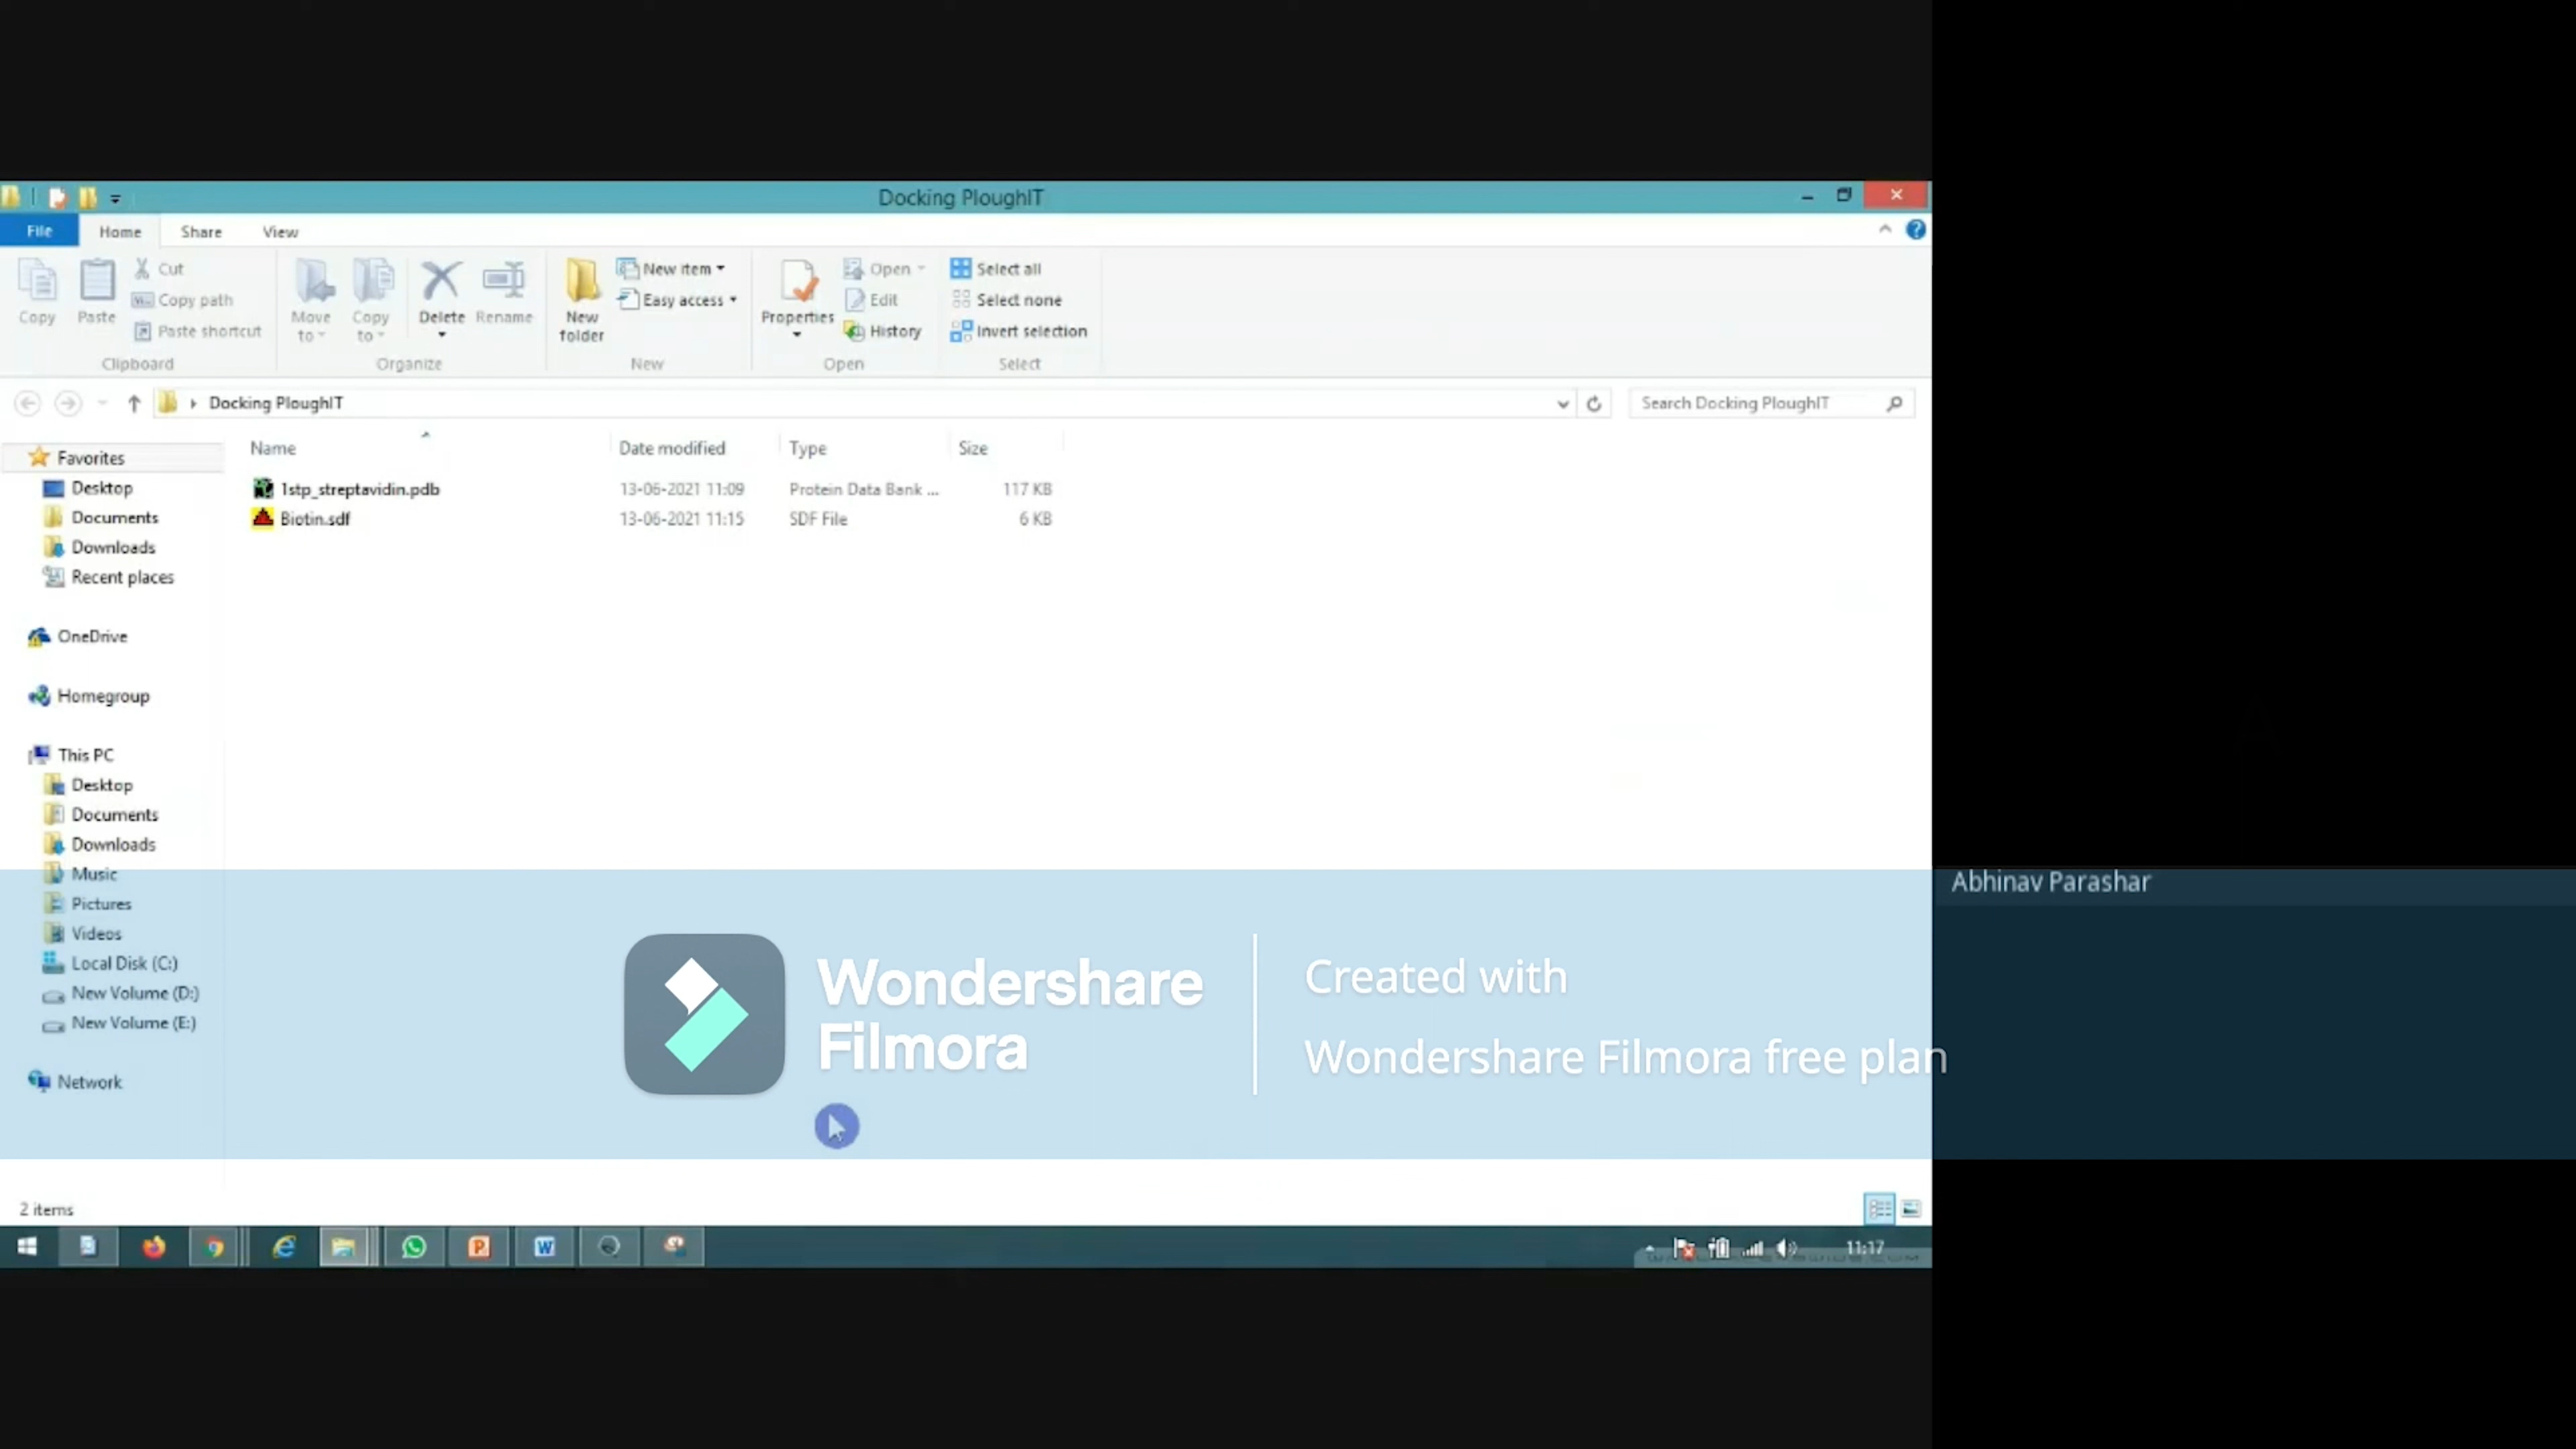 Docking PloughIT
File Home Share View
Copy
Paste
Cut
Copy path
Paste shortcut
Clipboard
Move to
Copy to
Delete
Rename
Organize
New folder
New item
Easy access
New
Properties
Open
Edit
History
Open
Select all
Select none
Invert selection
Select
Docking PloughIT
Search Docking PloughIT
Name Date modified Type Size
1stp_streptavidin.pdb 13-06-2021 11:09 Protein Data Bank ... 117 KB
Biotin.sdf 13-06-2021 11:15 SDF File 6 KB
Favorites
Desktop
Documents
Downloads
Recent places
OneDrive
Homegroup
This PC
Desktop
Documents
Downloads
Music
Pictures
Videos
Local Disk (C:)
New Volume (D:)
New Volume (E:)
Network
Abhinav Parashar
Wondershare
Filmora
Created with
Wondershare Filmora free plan
2 items
11:17